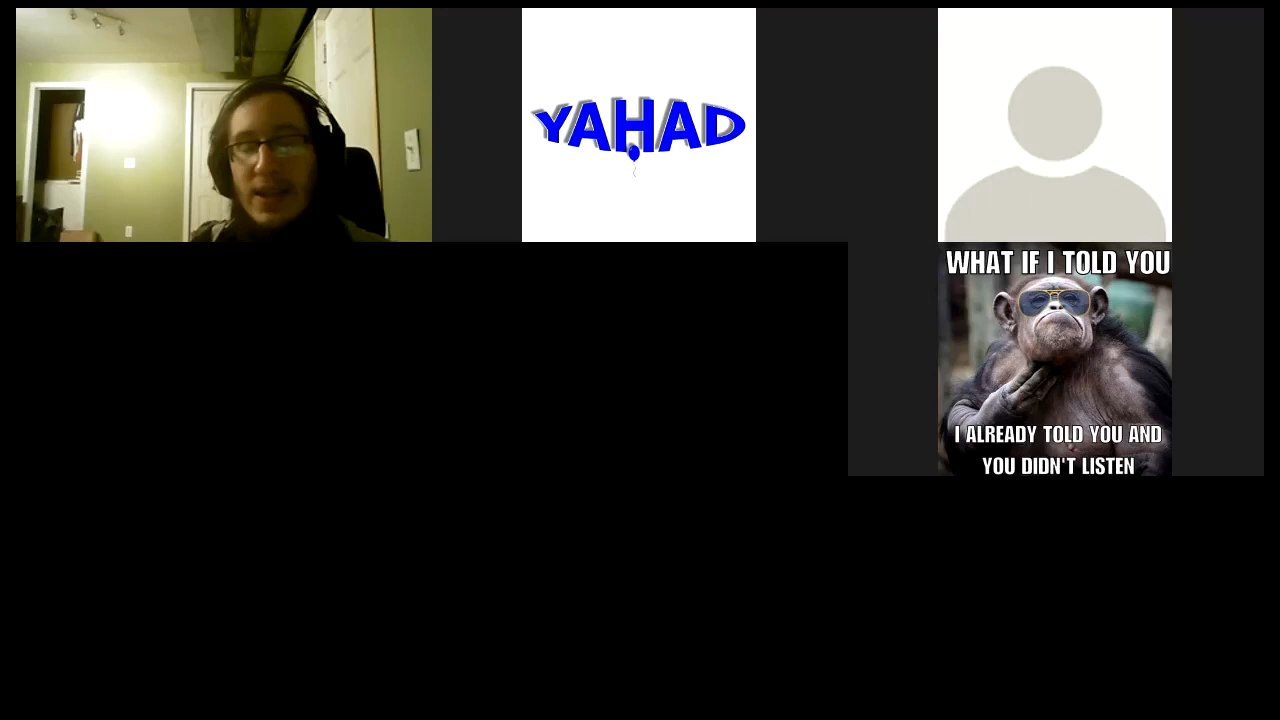 YAHAD
WHAT IF I TOLD YOU
I ALREADY TOLD YOU AND
YOU DIDN'T LISTEN